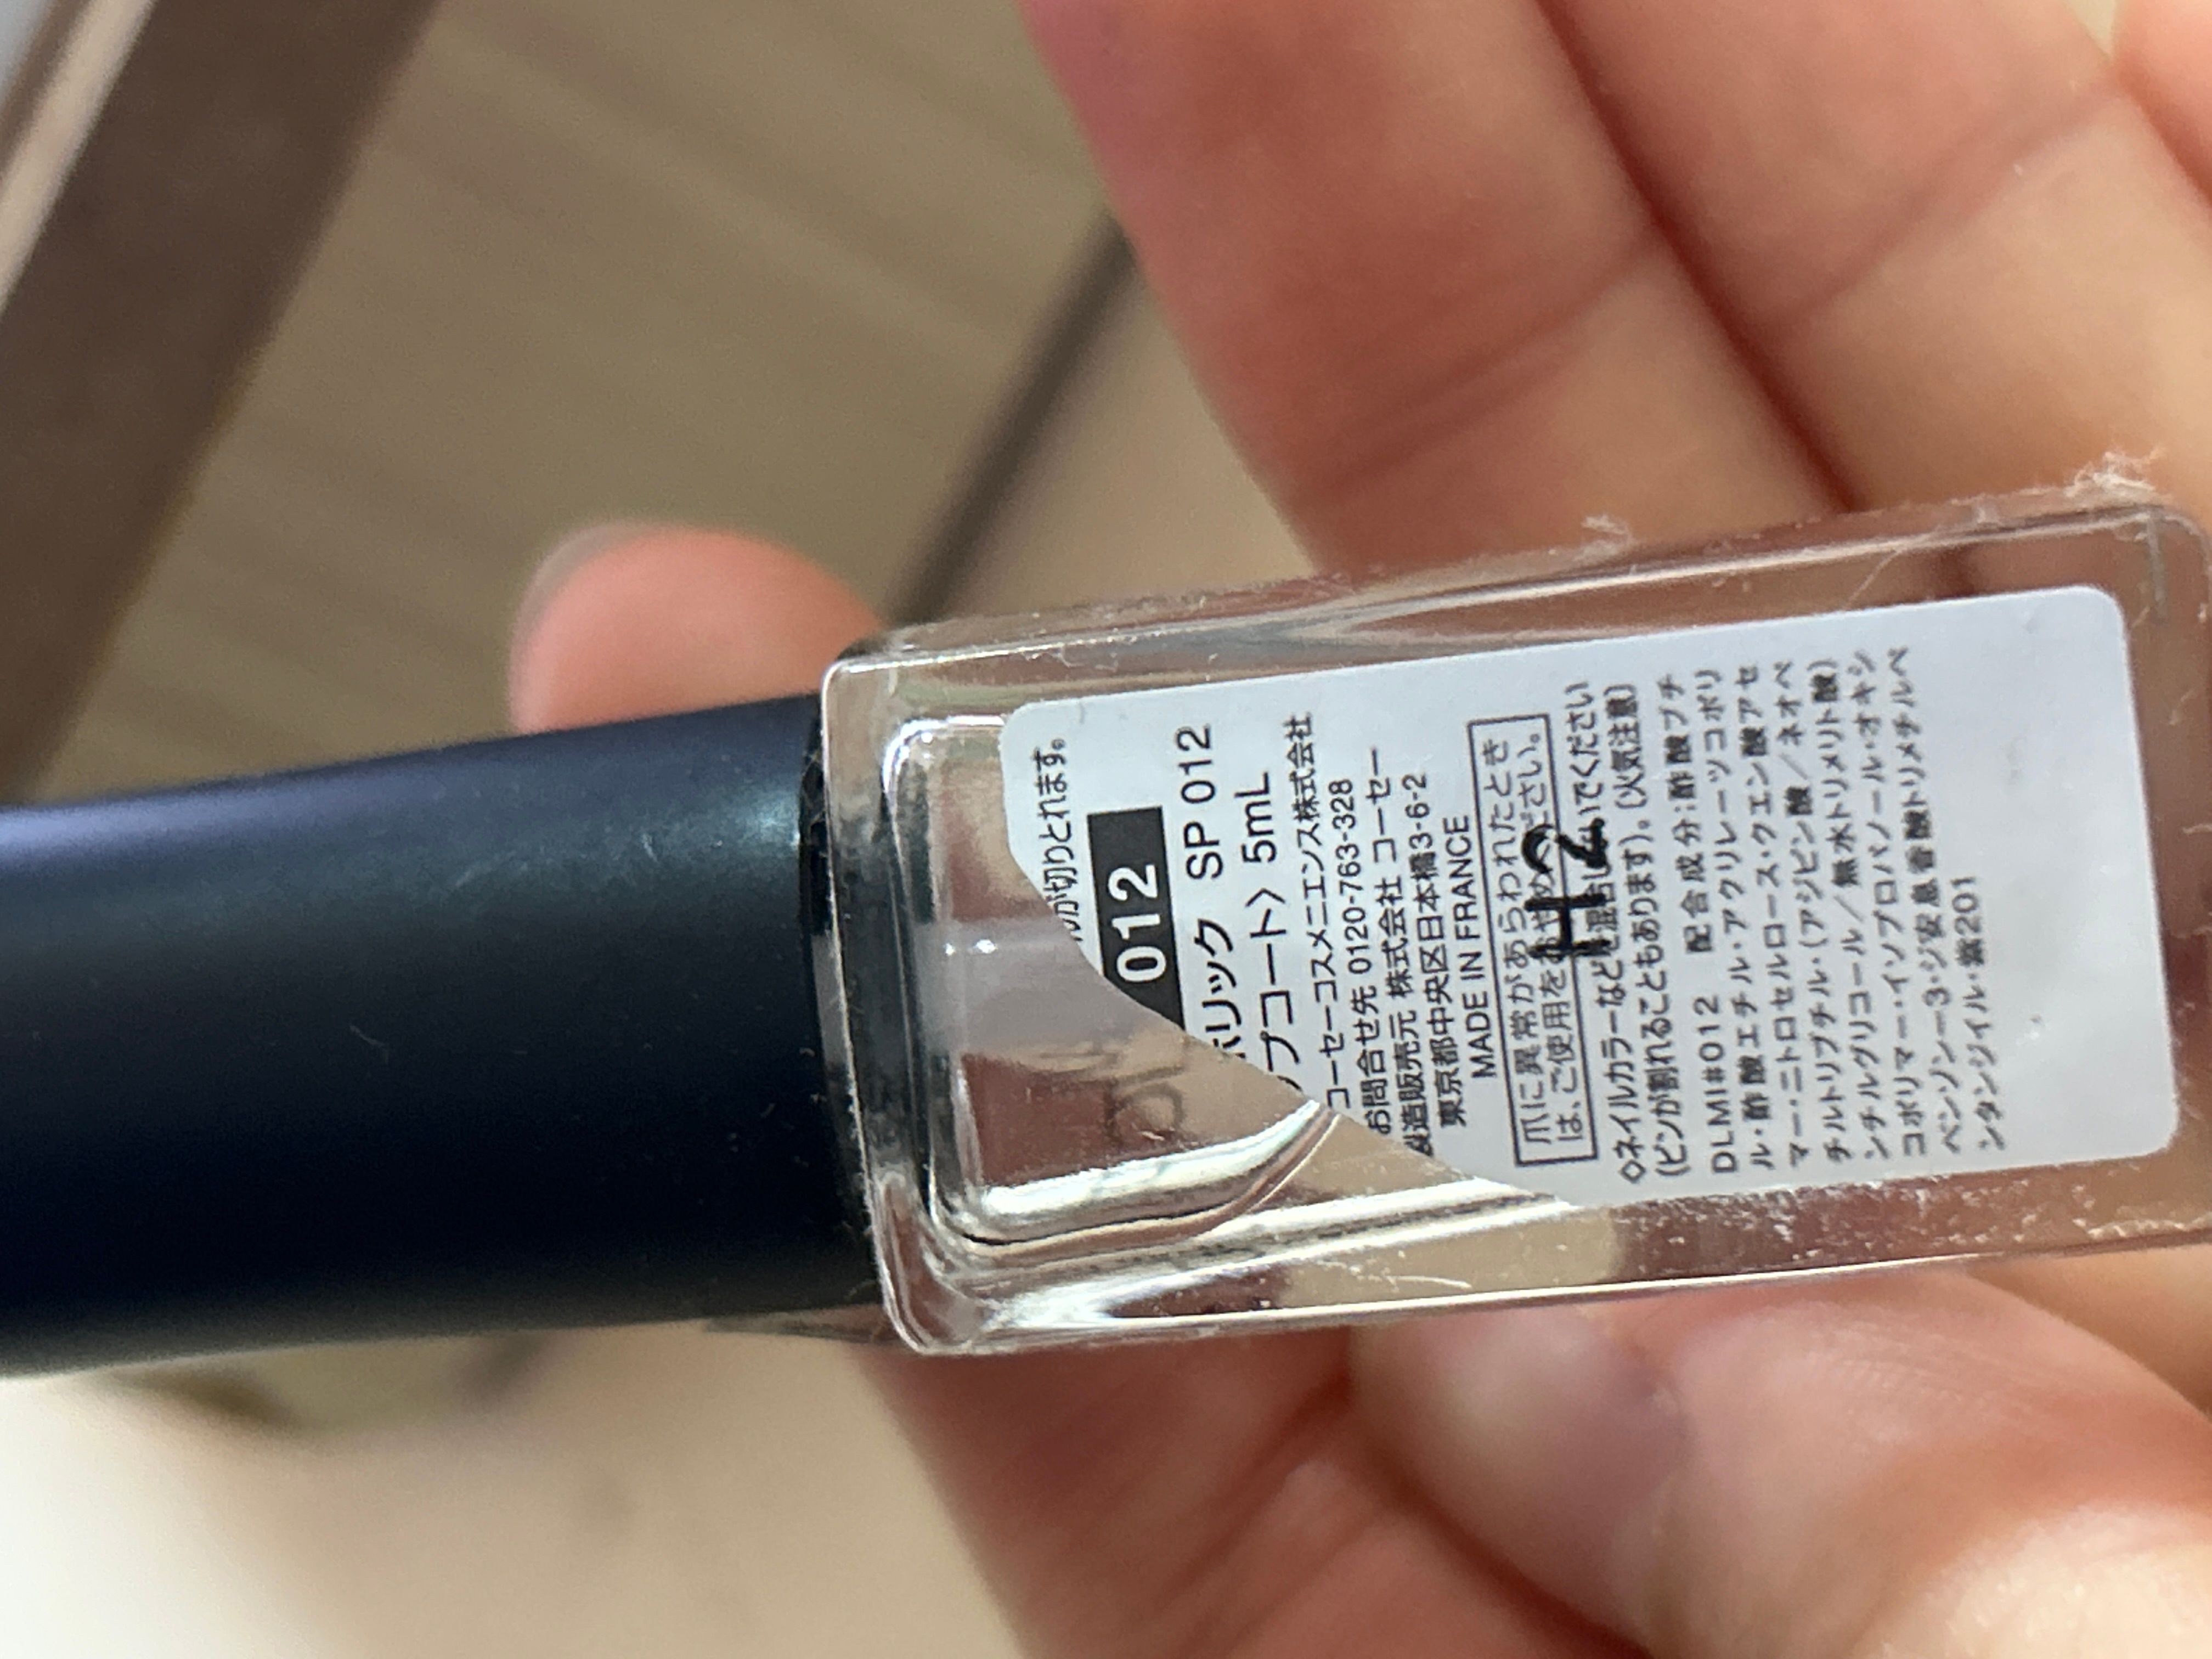 が切りとれます。
012
ホリック SP 012
プコート〉 5mL
コーセーコスメニエンス株式会社
お問合せ先 0120-763-328
製造販売元 株式会社 コーセー
東京都中央区日本橋3-6-2
MADE IN FRANCE
爪に異常があらわれたとき
は、ご使用をおやめください。
H2
◇ネイルカラーなどを混合しないでください
(ビンが割れることもあります)。(火気注意)
DLMI#012 配合成分:酢酸ブチ
ル・酢酸エチル・アクリレーツコポリ
マー・ニトロセルロース・クエン酸アセ
チルトリブチル・(アジピン酸/ネオペ
ンチルグリコール/無水トリメリト酸)
コポリマー・イソプロパノール・オキシ
ベンゾン-3・ジ安息香酸トリメチルペ
ンタンジイル・紫201